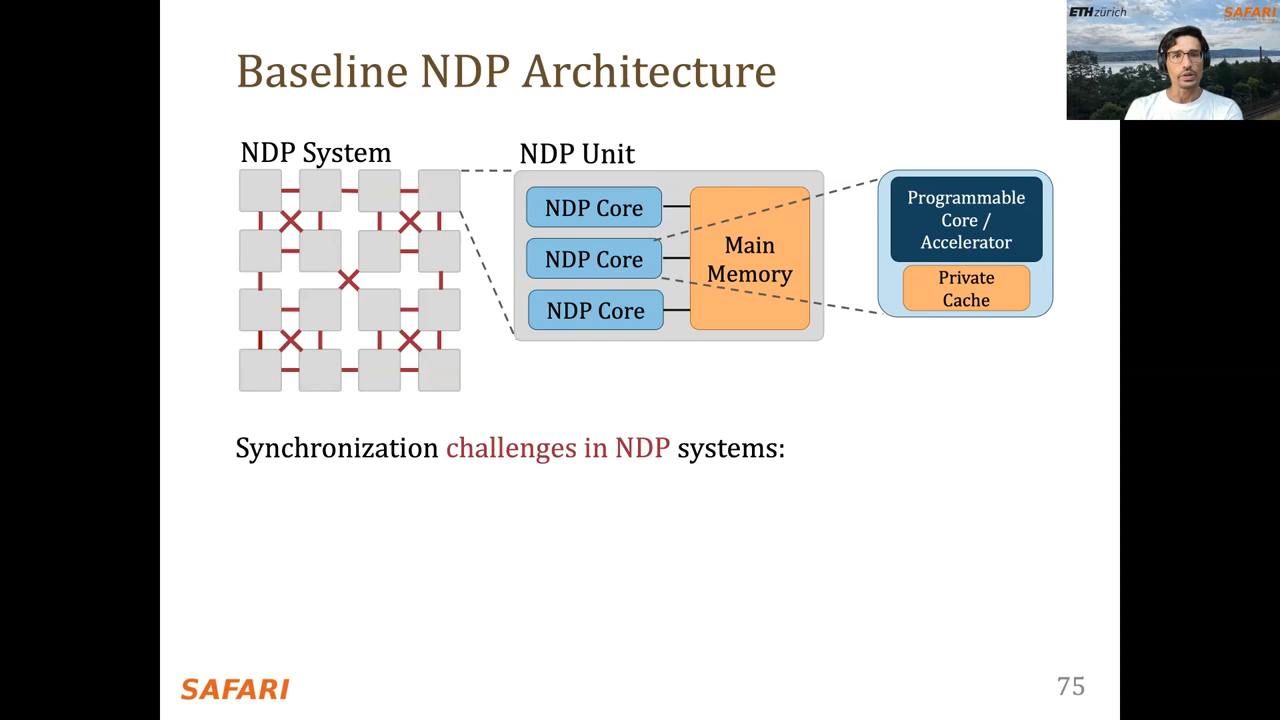 ETH zürich
SAFARI
Baseline NDP Architecture
NDP System
NDP Unit
NDP Core
NDP Core
NDP Core
Main
Memory
Programmable
Core /
Accelerator
Private
Cache
Synchronization challenges in NDP systems:
SAFARI
75